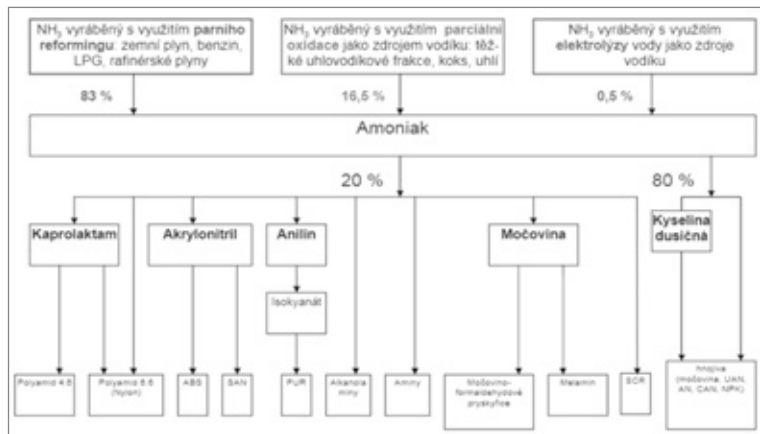 NH₃ vyráběný s využitím parního
reformingu: zemní plyn, benzin,
LPG, rafinérské plyny
NH₃ vyráběný s využitím parciální
oxidace jako zdrojem vodíku: těž-
ké uhlovodíkové frakce, koks, uhlí
NH₃ vyráběný s využitím
elektrolýzy vody jako zdroje
vodíku
83 %
16,5 %
0,5 %
Amoniak
20 %
80 %
Kaprolaktam
Akrylonitril
Anilin
Močovina
Kyselina
dusičná
Isokyanát
Polyamid 4.6
Polyamid 6.6
(Nylon)
ABS
SAN
PUR
Alkanola
miny
Aminy
Močovino-
formaldehydové
pryskyřice
Melamin
SCR
hnojiva
(močovina, UAN,
AN, CAN, NPK)